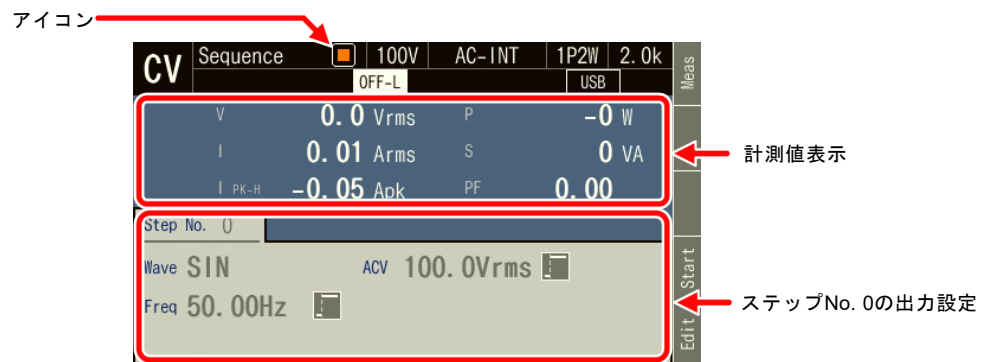 アイコン
CV Sequence 100V AC-INT 1P2W 2.0k
OFF-L USB
Meas
V 0.0 Vrms P -0 W
I 0.01 Arms S 0 VA
計測値表示
I PK-H -0.05 Apk PF 0.00
Step No. 0
Wave SIN ACV 100.0Vrms
Freq 50.00Hz
ステップNo. 0の出力設定
Start
Edit